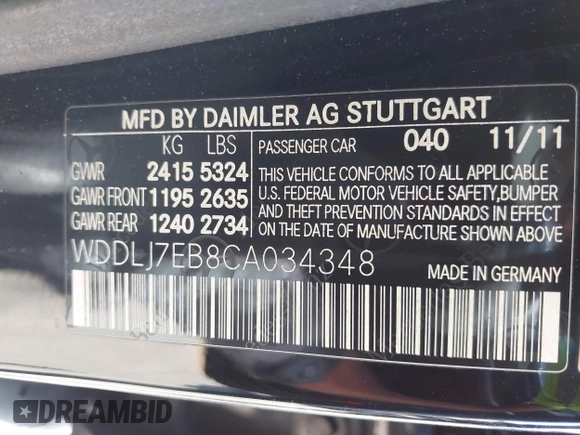 MFD BY DAIMLER AG STUTTGART
KG LBS PASSENGER CAR 040 11/11
GVWR 2415 5324
GAWR FRONT 1195 2635
GAWR REAR 1240 2734
THIS VEHICLE CONFORMS TO ALL APPLICABLE
U.S. FEDERAL MOTOR VEHICLE SAFETY,BUMPER
AND THEFT PREVENTION STANDARDS IN EFFECT
ON THE DATE OF MANUFACTURE SHOWN ABOVE.
WDDLJ7EB8CA034348
MADE IN GERMANY
DREAMBID